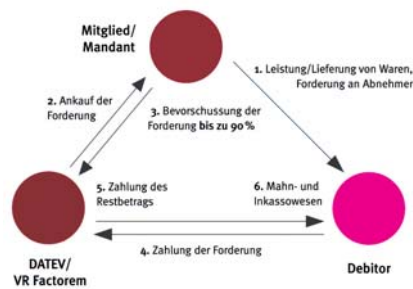 Mitglied/
Mandant
1. Leistung/Lieferung von Waren,
Forderung an Abnehmer
2. Ankauf der
Forderung
3. Bevorschussung der
Forderung bis zu 90 %
5. Zahlung des
Restbetrags
6. Mahn- und
Inkassowesen
4. Zahlung der Forderung
DATEV/
VR Factorem
Debitor